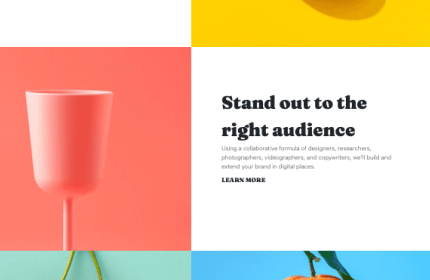 Stand out to the
right audience
Using a collaborative formula of designers, researchers,
photographers, videographers, and copywriters, we'll build and
extend your brand in digital places.
LEARN MORE